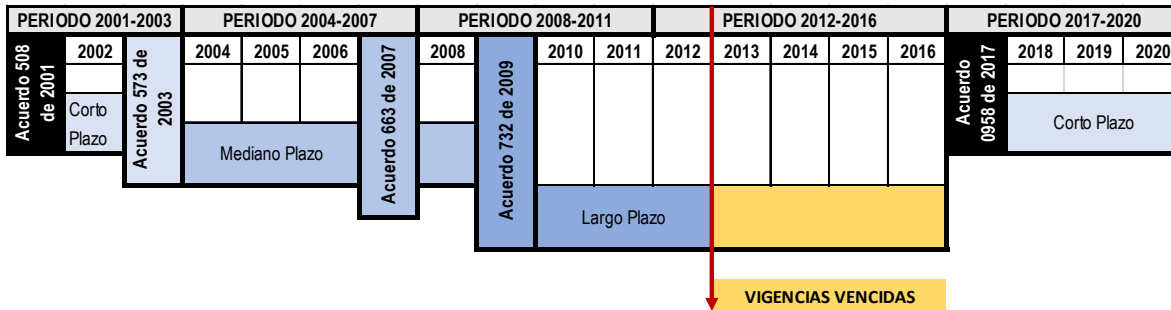 PERIODO 2001-2003
PERIODO 2004-2007
PERIODO 2008-2011
PERIODO 2012-2016
PERIODO 2017-2020
Acuerdo 508
de 2001
2002
Acuerdo 573 de
2003
2004
2005
2006
Acuerdo 663 de 2007
2008
Acuerdo 732 de 2009
2010
2011
2012
2013
2014
2015
2016
Acuerdo
0958 de 2017
2018
2019
2020
Corto
Plazo
Mediano Plazo
Largo Plazo
Corto Plazo
VIGENCIAS VENCIDAS